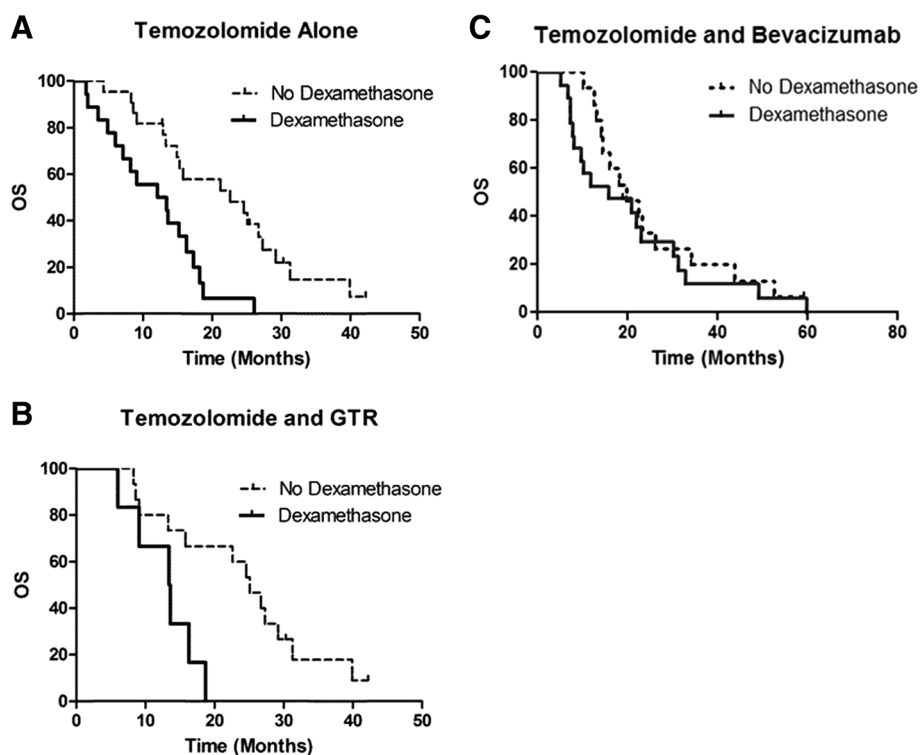 A
Temozolomide Alone
No Dexamethasone
Dexamethasone
OS
100
80
60
40
20
0
0 10 20 30 40 50
Time (Months)
C
Temozolomide and Bevacizumab
No Dexamethasone
Dexamethasone
OS
100
80
60
40
20
0
0 20 40 60 80
Time (Months)
B
Temozolomide and GTR
No Dexamethasone
Dexamethasone
OS
100
80
60
40
20
0
0 10 20 30 40 50
Time (Months)